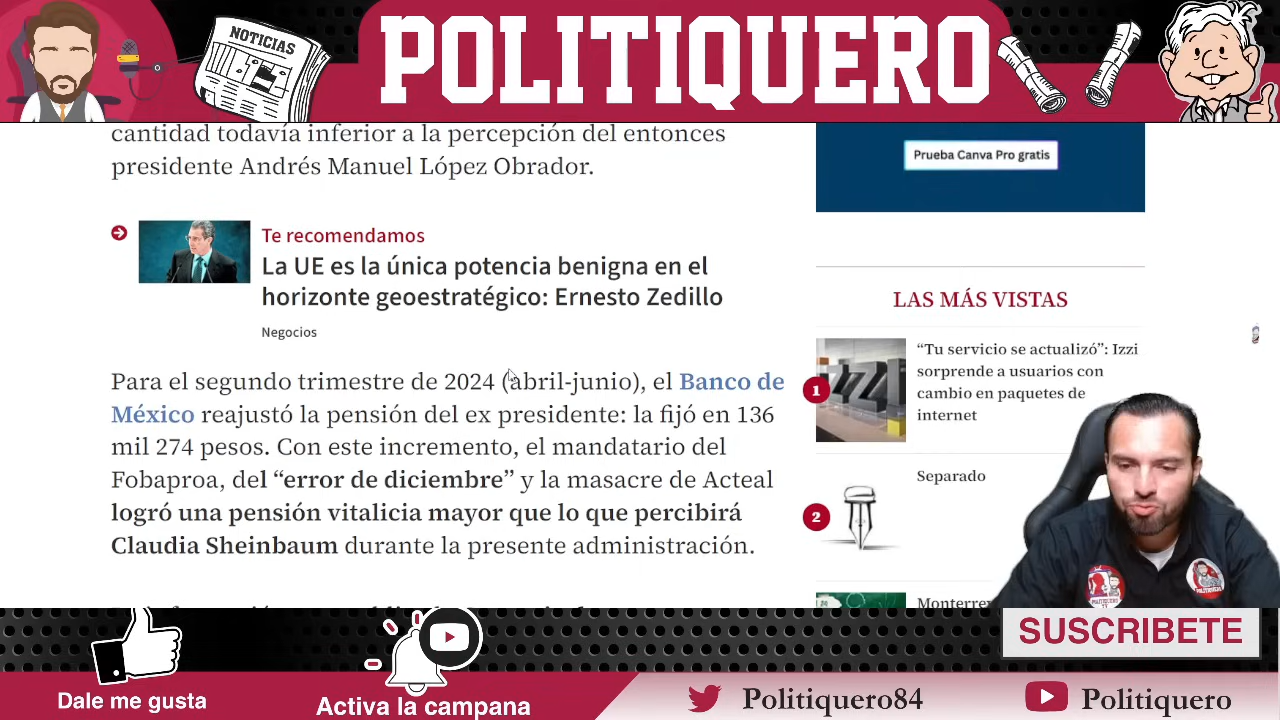 NOTICIAS
POLITIQUERO
cantidad todavía inferior a la percepción del entonces
presidente Andrés Manuel López Obrador.
Te recomendamos
La UE es la única potencia benigna en el
horizonte geoestratégico: Ernesto Zedillo
Negocios
Para el segundo trimestre de 2024 (abril-junio), el Banco de
México reajustó la pensión del ex presidente: la fijó en 136
mil 274 pesos. Con este incremento, el mandatario del
Fobaproa, del “error de diciembre” y la masacre de Acteal
logró una pensión vitalicia mayor que lo que percibirá
Claudia Sheinbaum durante la presente administración.
Prueba Canva Pro gratis
LAS MÁS VISTAS
1
“Tu servicio se actualizó”: Izzi
sorprende a usuarios con
cambio en paquetes de
internet
2
Separado
Monterrey
SUSCRIBETE
Dale me gusta
Activa la campana
Politiquero84
Politiquero